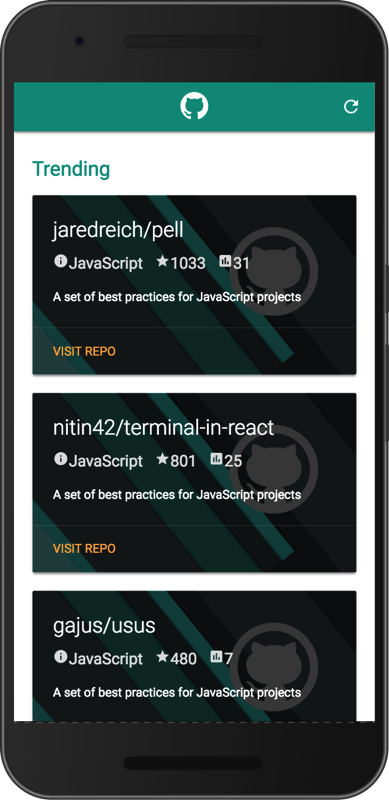 Trending
jaredreich/pell
JavaScript 1033 31
A set of best practices for JavaScript projects
VISIT REPO
nitin42/terminal-in-react
JavaScript 801 25
A set of best practices for JavaScript projects
VISIT REPO
gajus/usus
JavaScript 480 7
A set of best practices for JavaScript projects